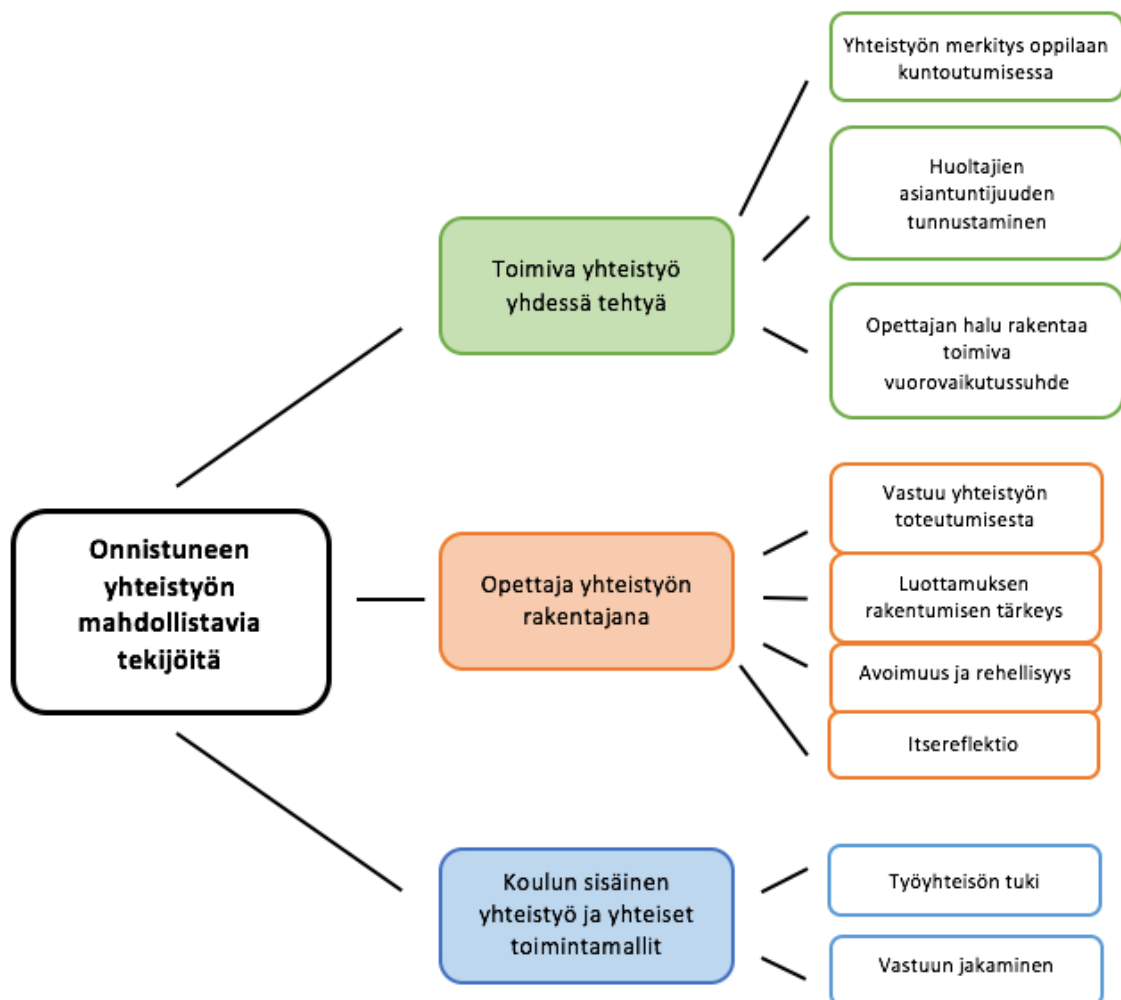 Yhteistyön merkitys oppilaan
kuntoutumisessa
Huoltajien
asiantuntijuuden
tunnustaminen
Toimiva yhteistyö
yhdessä tehtyä
Opettajan halu rakentaa
toimiva
vuorovaikutussuhde
Onnistuneen
yhteistyön
mahdollistavia
tekijöitä
Opettaja yhteistyön
rakentajana
Vastuu yhteistyön
toteutumisesta
Luottamuksen
rakentumisen tärkeys
Avoimuus ja rehellisyys
Itsereflektio
Koulun sisäinen
yhteistyö ja yhteiset
toimintamallit
Työyhteisön tuki
Vastuun jakaminen